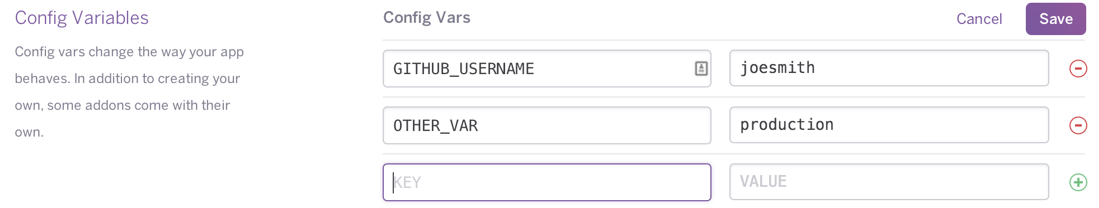 Config Variables
Config vars change the way your app
behaves. In addition to creating your
own, some addons come with their
own.
Config Vars
Cancel
Save
GITHUB_USERNAME
joesmith
OTHER_VAR
production
KEY
VALUE